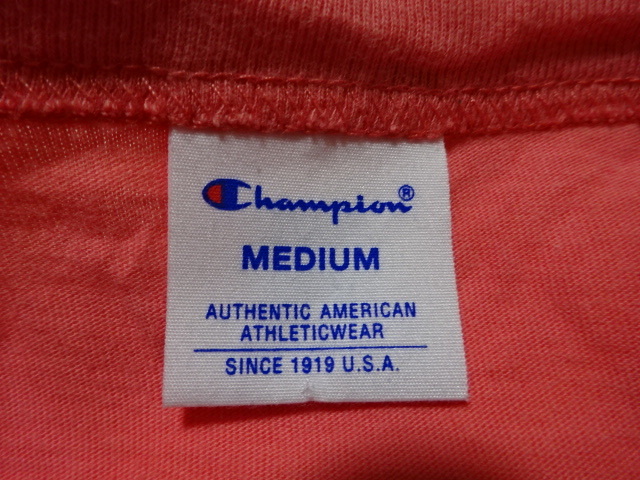 Champion®
MEDIUM
AUTHENTIC AMERICAN
ATHLETICWEAR
SINCE 1919 U.S.A.